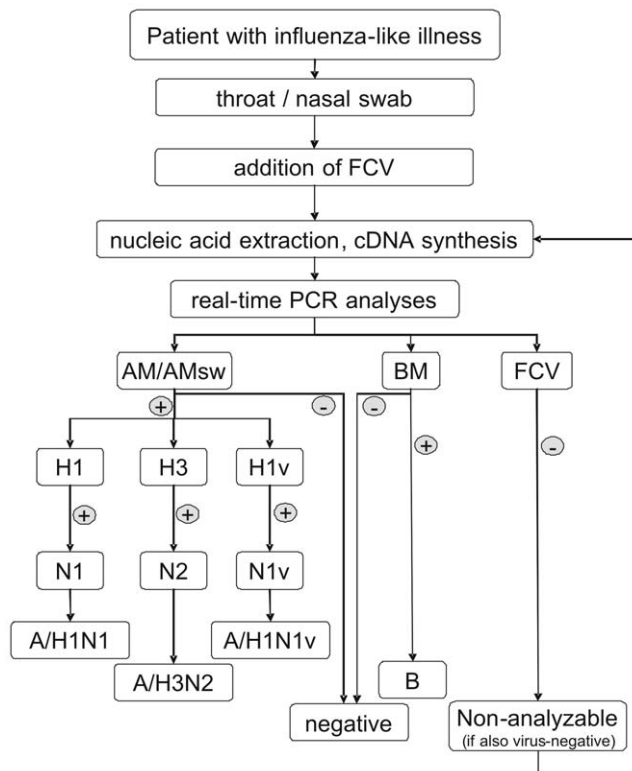 Patient with influenza-like illness
throat / nasal swab
addition of FCV
nucleic acid extraction, cDNA synthesis
real-time PCR analyses
AM/AMsw
BM
FCV
+
-
-
+
-
H1
H3
H1v
+
+
+
N1
N2
N1v
A/H1N1
A/H1N1v
A/H3N2
B
negative
Non-analyzable
(if also virus-negative)